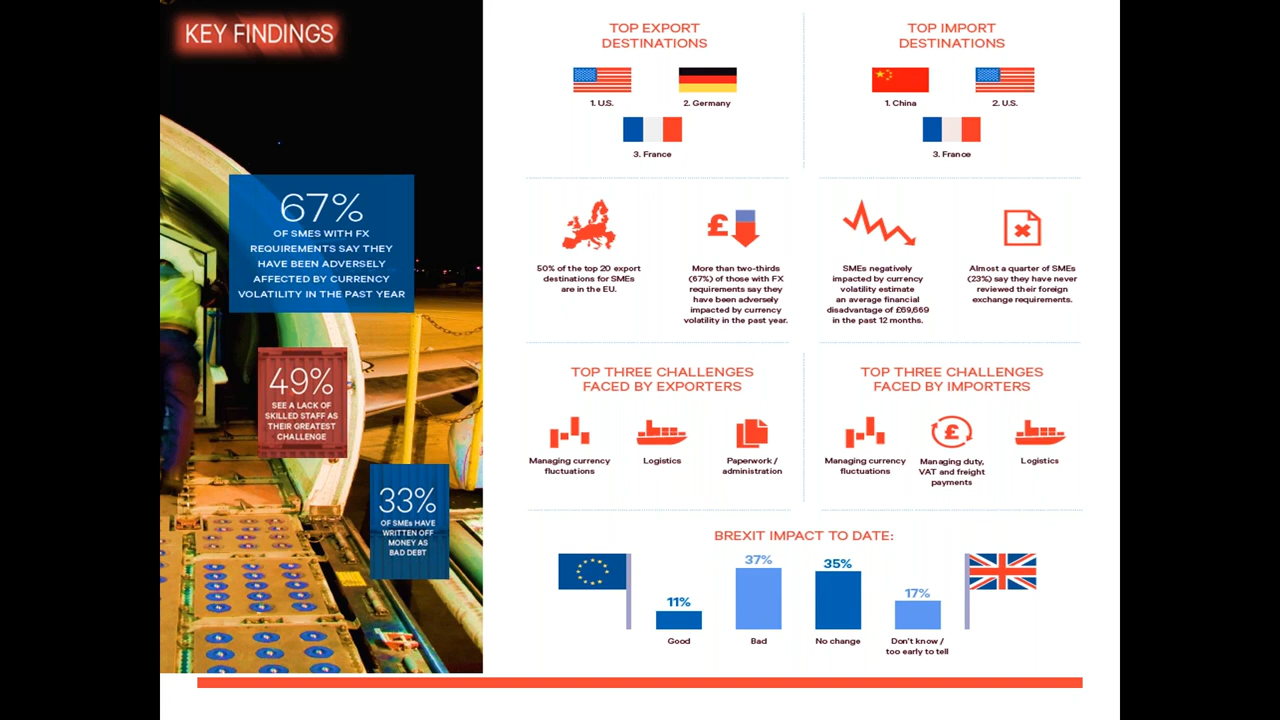 KEY FINDINGS
67%
OF SMES WITH FX
REQUIREMENTS SAY THEY
HAVE BEEN ADVERSELY
AFFECTED BY CURRENCY
VOLATILITY IN THE PAST YEAR
49%
SEE A LACK OF
SKILLED STAFF AS
THEIR GREATEST
CHALLENGE
33%
OF SMEs HAVE
WRITTEN OFF
MONEY AS
BAD DEBT
TOP EXPORT
DESTINATIONS
1. U.S.
2. Germany
3. France
TOP IMPORT
DESTINATIONS
1. China
2. U.S.
3. France
50% of the top 20 export
destinations for SMEs
are in the EU.
£
More than two-thirds
(67%) of those with FX
requirements say they
have been adversely
impacted by currency
volatility in the past year.
SMEs negatively
impacted by currency
volatility estimate
an average financial
disadvantage of £69,669
in the past 12 months.
Almost a quarter of SMEs
(23%) say they have never
reviewed their foreign
exchange requirements.
TOP THREE CHALLENGES
FACED BY EXPORTERS
Managing currency
fluctuations
Logistics
Paperwork /
administration
TOP THREE CHALLENGES
FACED BY IMPORTERS
Managing currency
fluctuations
£
Managing duty,
VAT and freight
payments
Logistics
BREXIT IMPACT TO DATE:
11%
Good
37%
Bad
35%
No change
17%
Don't know /
too early to tell